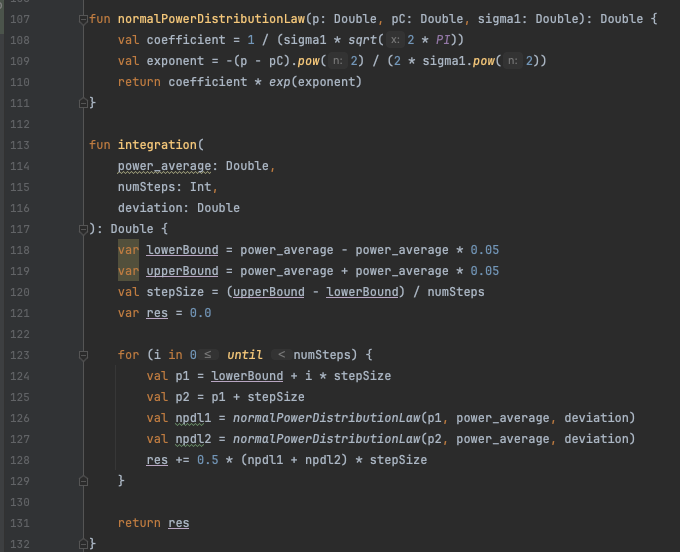 107 fun normalPowerDistributionLaw(p: Double, pC: Double, sigma1: Double): Double {
108 val coefficient = 1 / (sigma1 * sqrt( x: 2 * PI))
109 val exponent = -(p - pC).pow( n: 2) / (2 * sigma1.pow( n: 2))
110 return coefficient * exp(exponent)
111 }
112
113 fun integration(
114 power_average: Double,
115 numSteps: Int,
116 deviation: Double
117 ): Double {
118 var lowerBound = power_average - power_average * 0.05
119 var upperBound = power_average + power_average * 0.05
120 val stepSize = (upperBound - lowerBound) / numSteps
121 var res = 0.0
122
123 for (i in 0 ≤ until < numSteps) {
124 val p1 = lowerBound + i * stepSize
125 val p2 = p1 + stepSize
126 val npdl1 = normalPowerDistributionLaw(p1, power_average, deviation)
127 val npdl2 = normalPowerDistributionLaw(p2, power_average, deviation)
128 res += 0.5 * (npdl1 + npdl2) * stepSize
129 }
130
131 return res
132 }